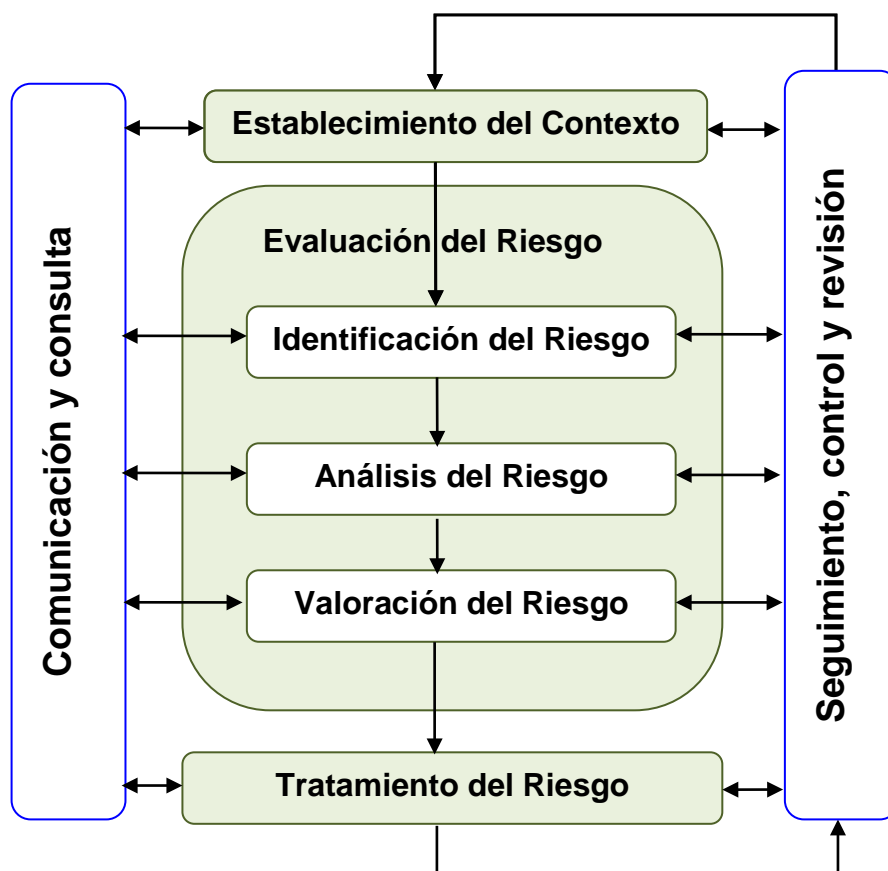 Establecimiento del Contexto
Evaluación del Riesgo
Identificación del Riesgo
Análisis del Riesgo
Valoración del Riesgo
Tratamiento del Riesgo
Comunicación y consulta
Seguimiento, control y revisión